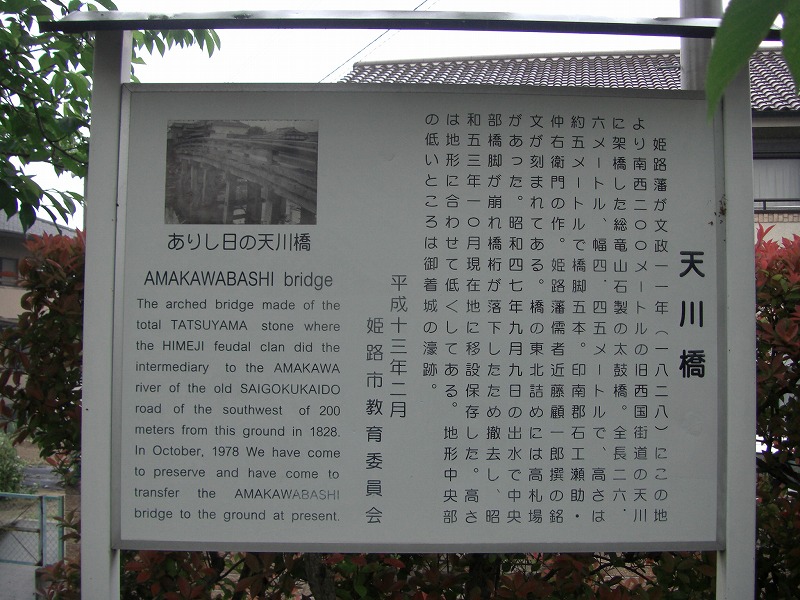 天川橋
姫路藩が文政一一年（一八二八）にこの地
より南西二〇〇メートルの旧西国街道の天川
に架橋した総竜山石製の太鼓橋。全長二六．
六メートル、幅四．四五メートルで、高さは
約五メートルで橋脚五本。印南郡石工瀬助・
仲右衛門の作。姫路藩儒者近藤顧一郎撰の銘
文が刻まれてある。橋の東北詰めには高札場
があった。昭和四七年九月九日の出水で中央
部橋脚が崩れ橋桁が落下したため撤去し、昭
和五三年一〇月現在地に移設保存した。高さ
は地形に合わせて低くしてある。地形中央部
の低いところは御着城の濠跡。
平成十三年二月
姫路市教育委員会
ありし日の天川橋
AMAKAWABASHI bridge
The arched bridge made of the
total TATSUYAMA stone where
the HIMEJI feudal clan did the
intermediary to the AMAKAWA
river of the old SAIGOKUKAIDO
road of the southwest of 200
meters from this ground in 1828.
In October, 1978 We have come
to preserve and have come to
transfer the AMAKAWABASHI
bridge to the ground at present.